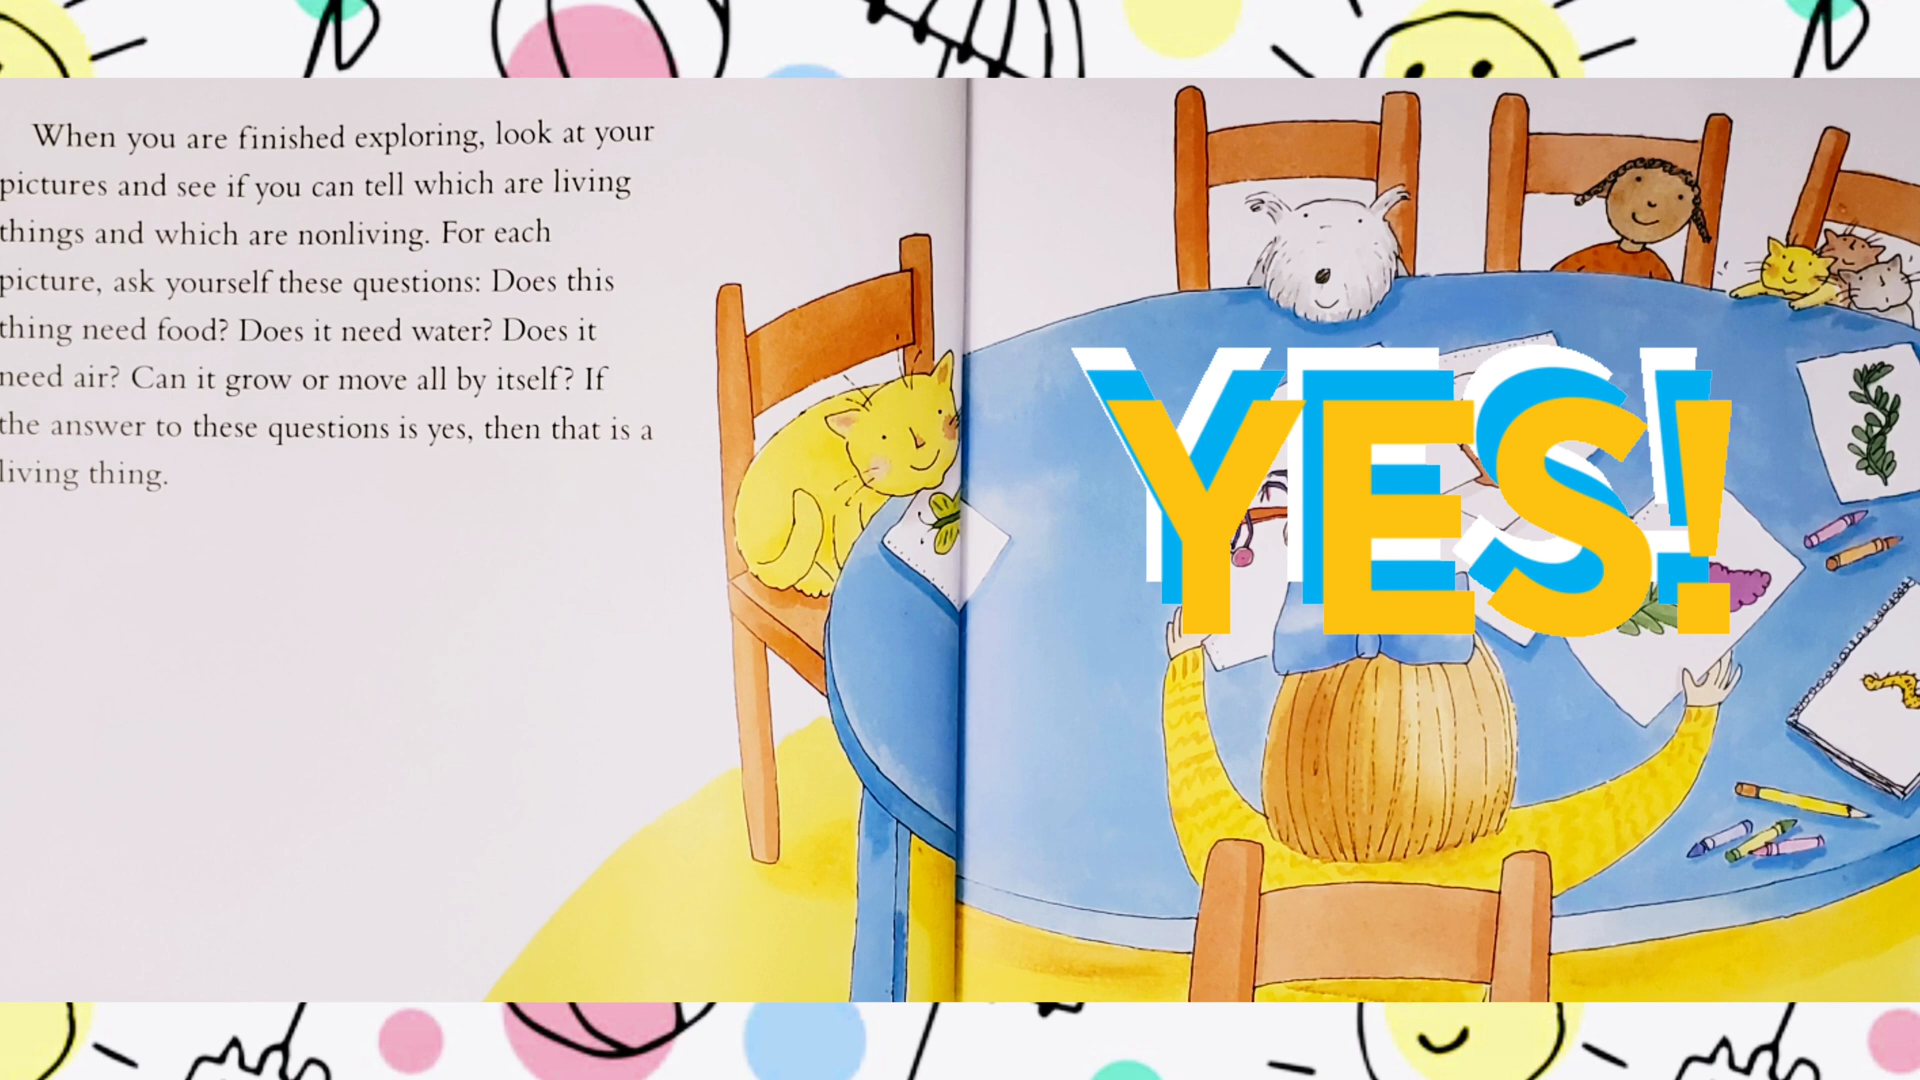 When you are finished exploring, look at your
pictures and see if you can tell which are living
things and which are nonliving. For each
picture, ask yourself these questions: Does this
thing need food? Does it need water? Does it
need air? Can it grow or move all by itself? If
the answer to these questions is yes, then that is a
living thing.
YES!